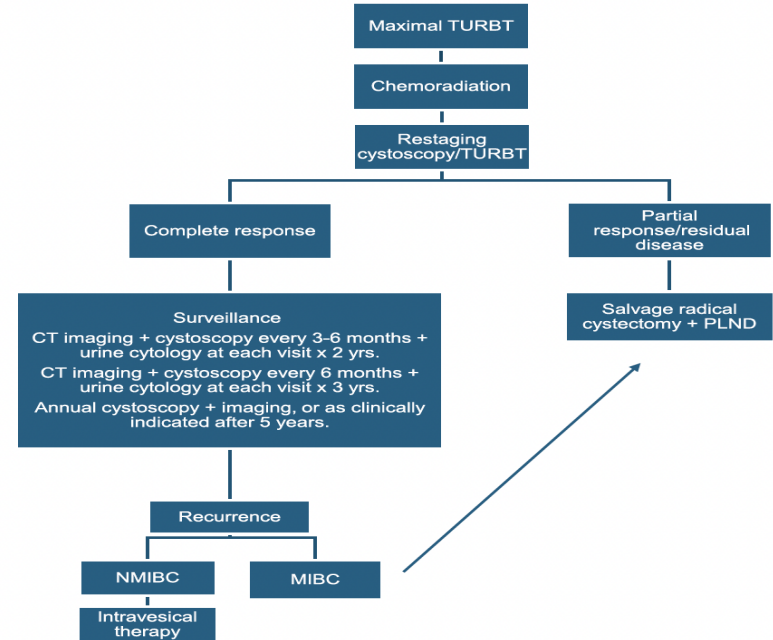 Maximal TURBT
Chemoradiation
Restaging
cystoscopy/TURBT
Complete response
Partial
response/residual
disease
Surveillance
CT imaging + cystoscopy every 3-6 months +
urine cytology at each visit x 2 yrs.
CT imaging + cystoscopy every 6 months +
urine cytology at each visit x 3 yrs.
Annual cystoscopy + imaging, or as clinically
indicated after 5 years.
Salvage radical
cystectomy + PLND
Recurrence
NMIBC
MIBC
Intravesical
therapy